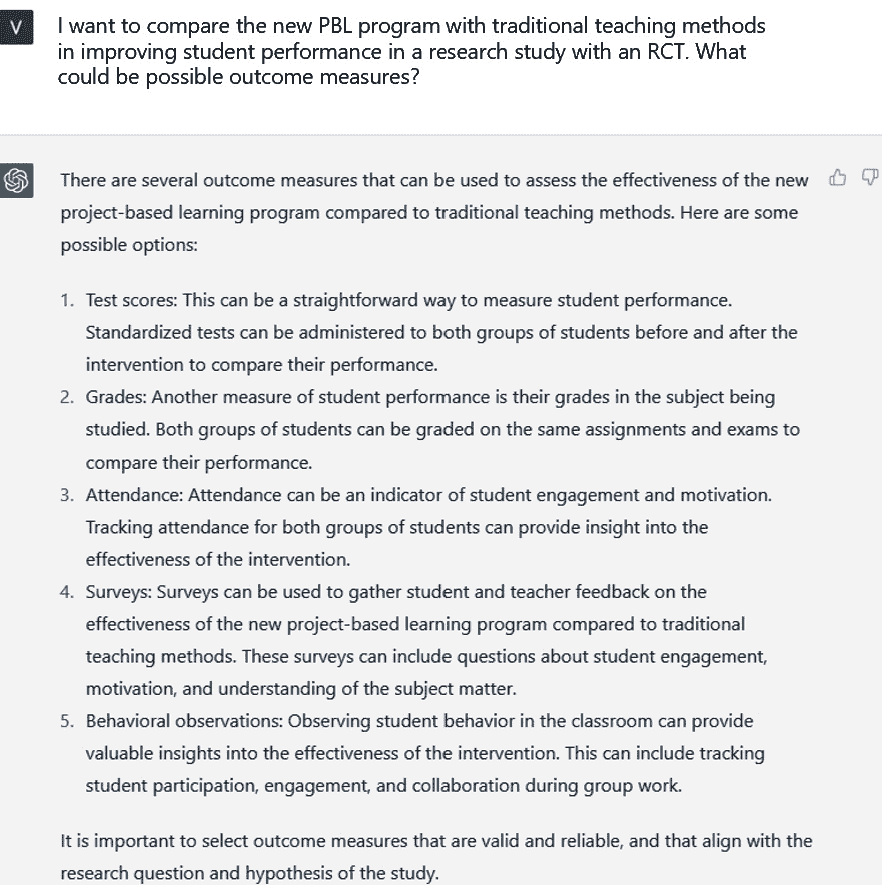 V
I want to compare the new PBL program with traditional teaching methods
in improving student performance in a research study with an RCT. What
could be possible outcome measures?
There are several outcome measures that can be used to assess the effectiveness of the new
project-based learning program compared to traditional teaching methods. Here are some
possible options:
1. Test scores: This can be a straightforward way to measure student performance.
Standardized tests can be administered to both groups of students before and after the
intervention to compare their performance.
2. Grades: Another measure of student performance is their grades in the subject being
studied. Both groups of students can be graded on the same assignments and exams to
compare their performance.
3. Attendance: Attendance can be an indicator of student engagement and motivation.
Tracking attendance for both groups of students can provide insight into the
effectiveness of the intervention.
4. Surveys: Surveys can be used to gather student and teacher feedback on the
effectiveness of the new project-based learning program compared to traditional
teaching methods. These surveys can include questions about student engagement,
motivation, and understanding of the subject matter.
5. Behavioral observations: Observing student behavior in the classroom can provide
valuable insights into the effectiveness of the intervention. This can include tracking
student participation, engagement, and collaboration during group work.
It is important to select outcome measures that are valid and reliable, and that align with the
research question and hypothesis of the study.